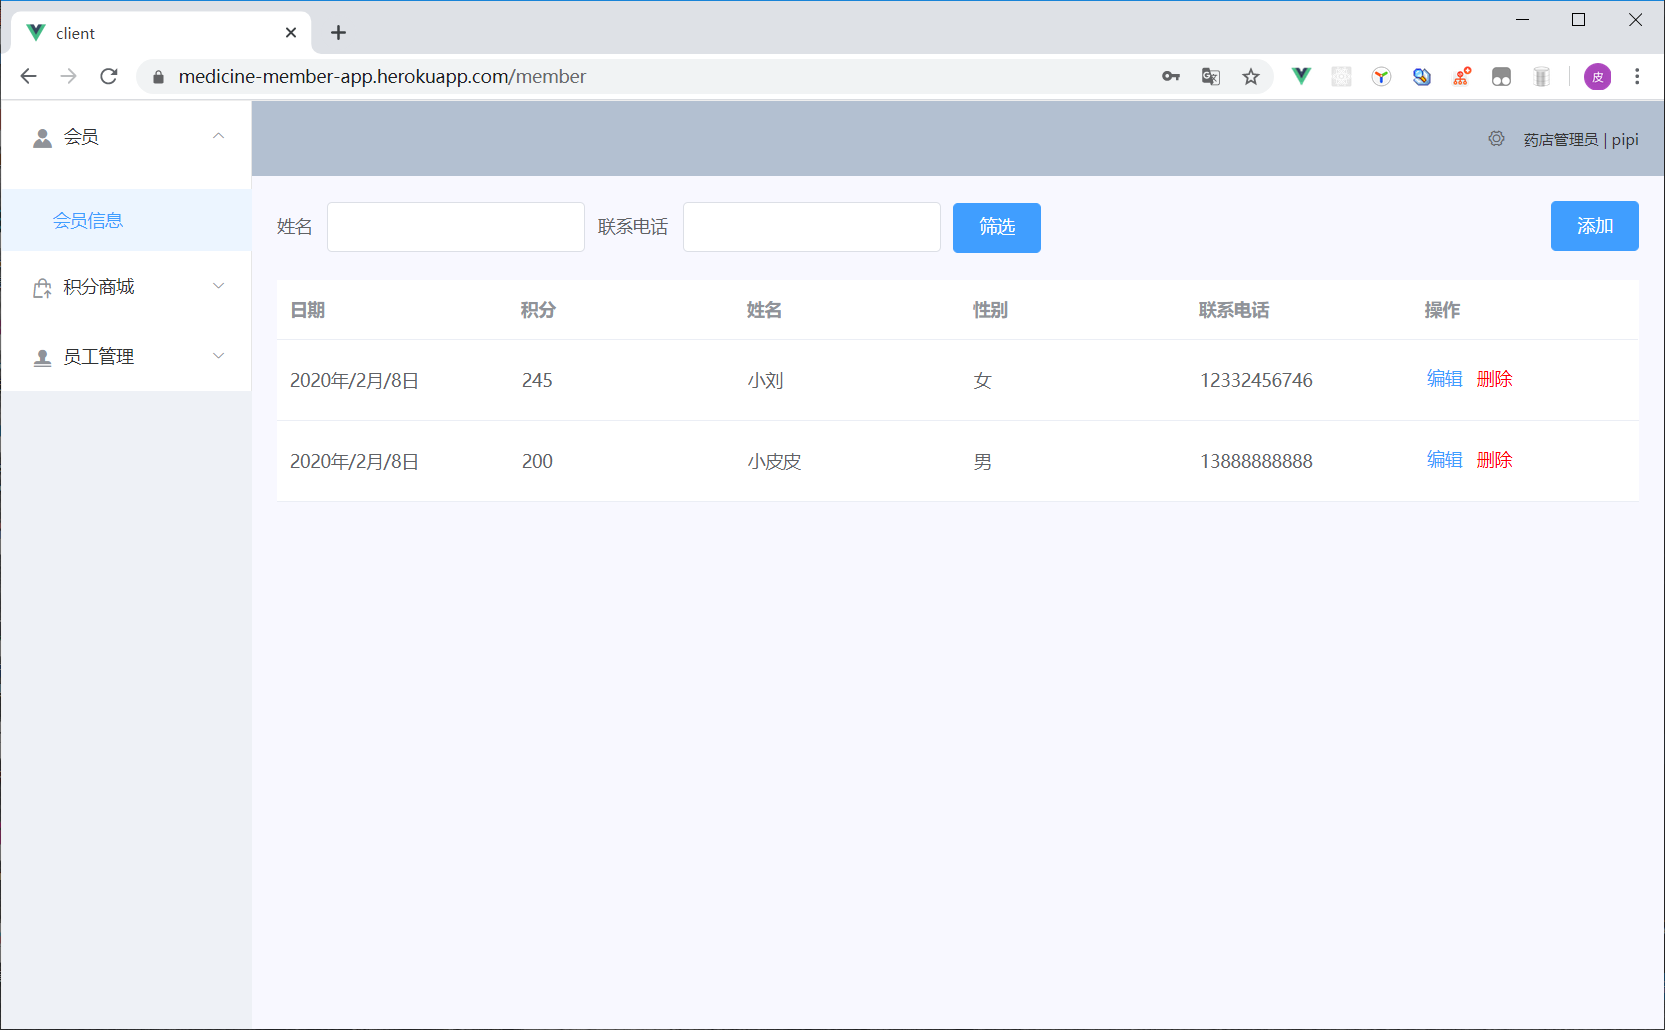 client
medicine-member-app.herokuapp.com/member
皮
会员
会员信息
积分商城
员工管理
药店管理员 | pipi
姓名 联系电话 筛选 添加
日期 积分 姓名 性别 联系电话 操作
2020年/2月/8日 245 小刘 女 12332456746 编辑 删除
2020年/2月/8日 200 小皮皮 男 13888888888 编辑 删除